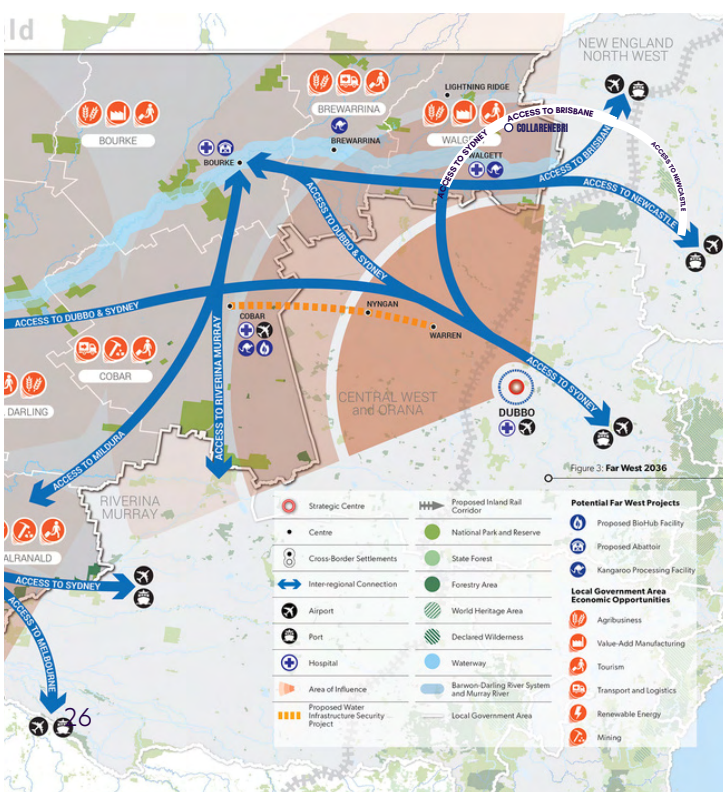 ld
NEW ENGLAND
NORTH WEST
LIGHTNING RIDGE
BREWARRINA
BREWARRINA
BOURKE
BOURKE
WALGETT
ACCESS TO BRISBANE
COLLARENEBRI
ACCESS TO SYDNEY
ACCESS TO NEWCASTLE
ACCESS TO BRISBANE
ACCESS TO NEWCASTLE
ACCESS TO DUBBO & SYDNEY
ACCESS TO DUBBO & SYDNEY
COBAR
NYNGAN
WARREN
COBAR
DARLING
ACCESS TO RIVERINA MURRAY
CENTRAL WEST
and ORANA
ACCESS TO SYDNEY
DUBBO
ACCESS TO MILDURA
RIVERINA
MURRAY
ALRANALD
ACCESS TO SYDNEY
ACCESS TO MELBOURNE
26
Figure 3: Far West 2036
Strategic Centre
Centre
Cross-Border Settlements
Inter-regional Connection
Airport
Port
Hospital
Area of Influence
Proposed Water
Infrastructure Security
Project
Proposed Inland Rail
Corridor
National Park and Reserve
State Forest
Forestry Area
World Heritage Area
Declared Wilderness
Waterway
Barwon-Darling River System
and Murray River
Local Government Area
Potential Far West Projects
Proposed BioHub Facility
Proposed Abattoir
Kangaroo Processing Facility
Local Government Area
Economic Opportunities
Agribusiness
Value-Add Manufacturing
Tourism
Transport and Logistics
Renewable Energy
Mining